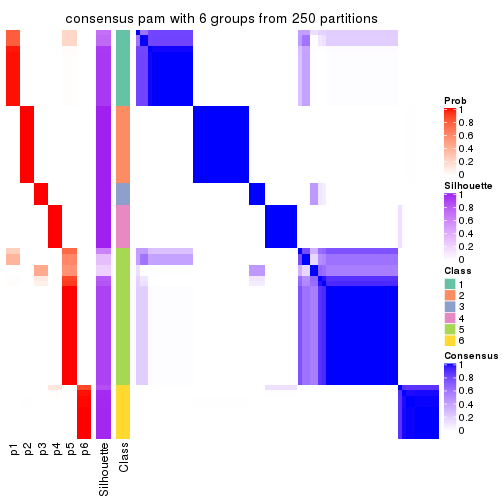 consensus pam with 6 groups from 250 partitions
Prob
1
0.8
0.6
0.4
0.2
0
Silhouette
1
0.8
0.6
0.4
0.2
0
Class
1
2
3
4
5
6
Consensus
1
0.8
0.6
0.4
0.2
0
p1
p2
p3
p4
p5
p6
Silhouette
Class